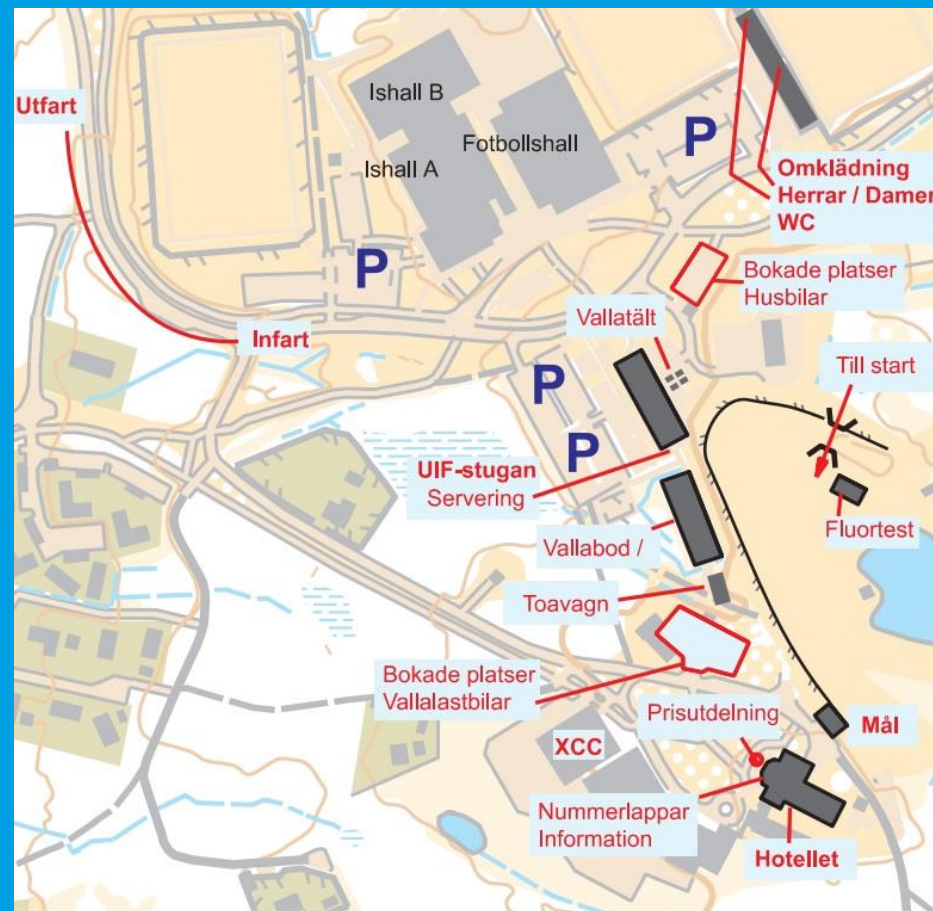 Utfart
Ishall B
Ishall A
Fotbollshall
P
P
Omklädning
Herrar / Damer
WC
Bokade platser
Husbilar
Vallatält
Infart
Till start
P
P
UIF-stugan
Servering
Fluortest
Vallabod /
Toavagn
Bokade platser
Vallalastbilar
Prisutdelning
Mål
XCC
Nummerlappar
Information
Hotellet